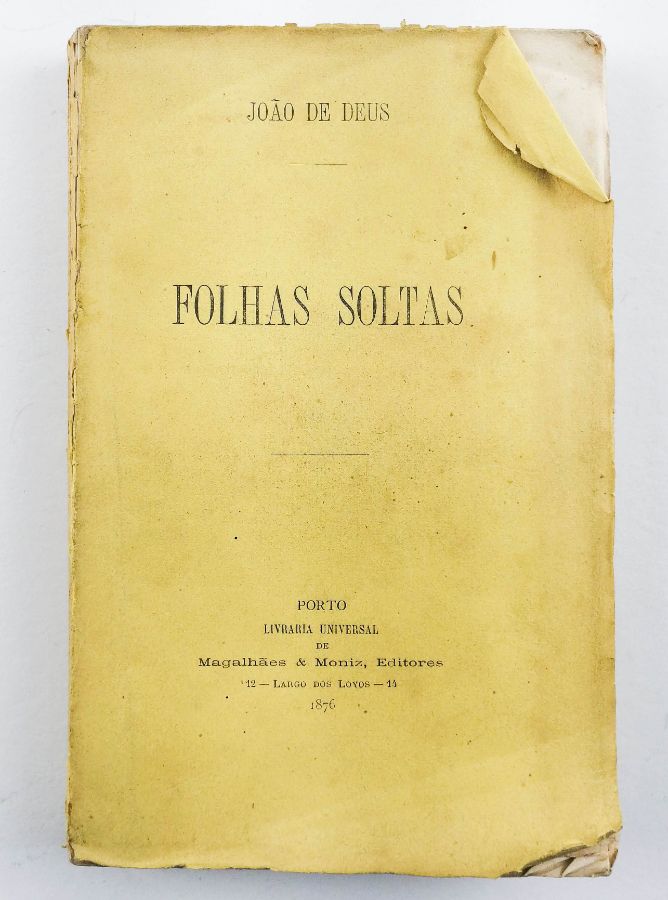 JOÃO DE DEUS
FOLHAS SOLTAS
PORTO
LIVRARIA UNIVERSAL
DE
Magalhães & Moniz, Editores
12 — LARGO DOS LOYOS — 14
1876